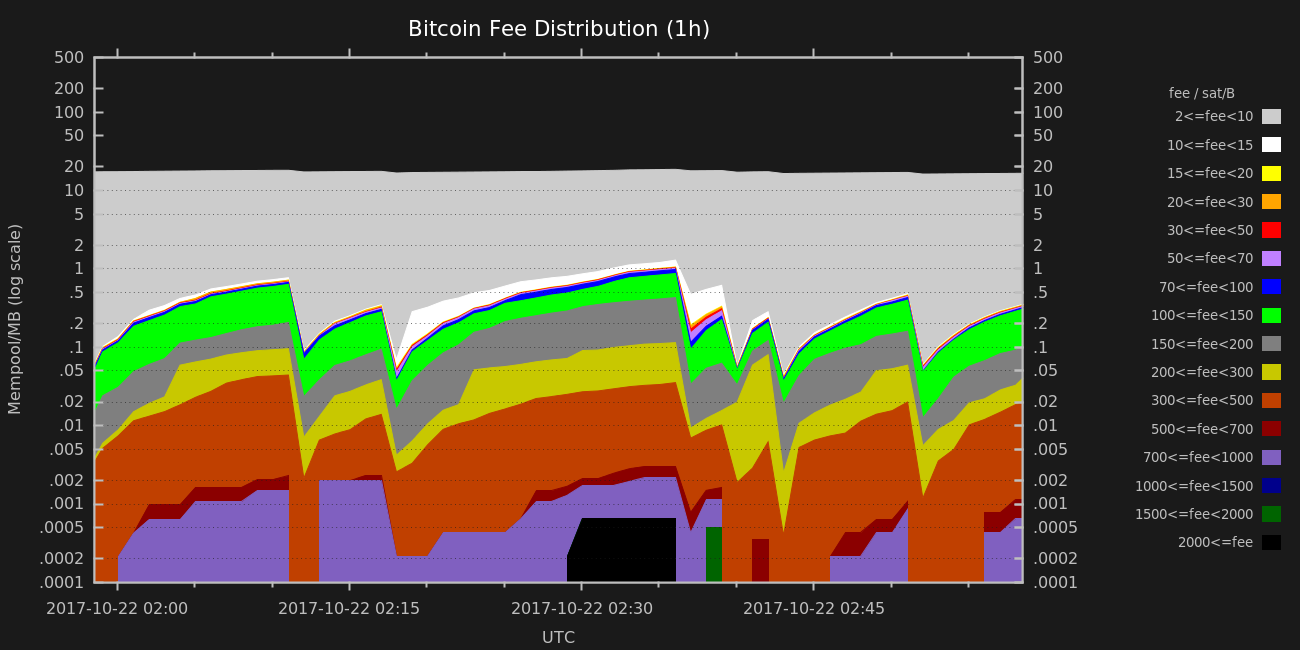 Bitcoin Fee Distribution (1h)
500
200
100
50
20
10
5
2
1
.5
.2
.1
.05
.02
.01
.005
.002
.001
.0005
.0002
.0001
Mempool/MB (log scale)
500
200
100
50
20
10
5
2
1
.5
.2
.1
.05
.02
.01
.005
.002
.001
.0005
.0002
.0001
2017-10-22 02:00
2017-10-22 02:15
2017-10-22 02:30
2017-10-22 02:45
UTC
fee / sat/B
2<=fee<10
10<=fee<15
15<=fee<20
20<=fee<30
30<=fee<50
50<=fee<70
70<=fee<100
100<=fee<150
150<=fee<200
200<=fee<300
300<=fee<500
500<=fee<700
700<=fee<1000
1000<=fee<1500
1500<=fee<2000
2000<=fee